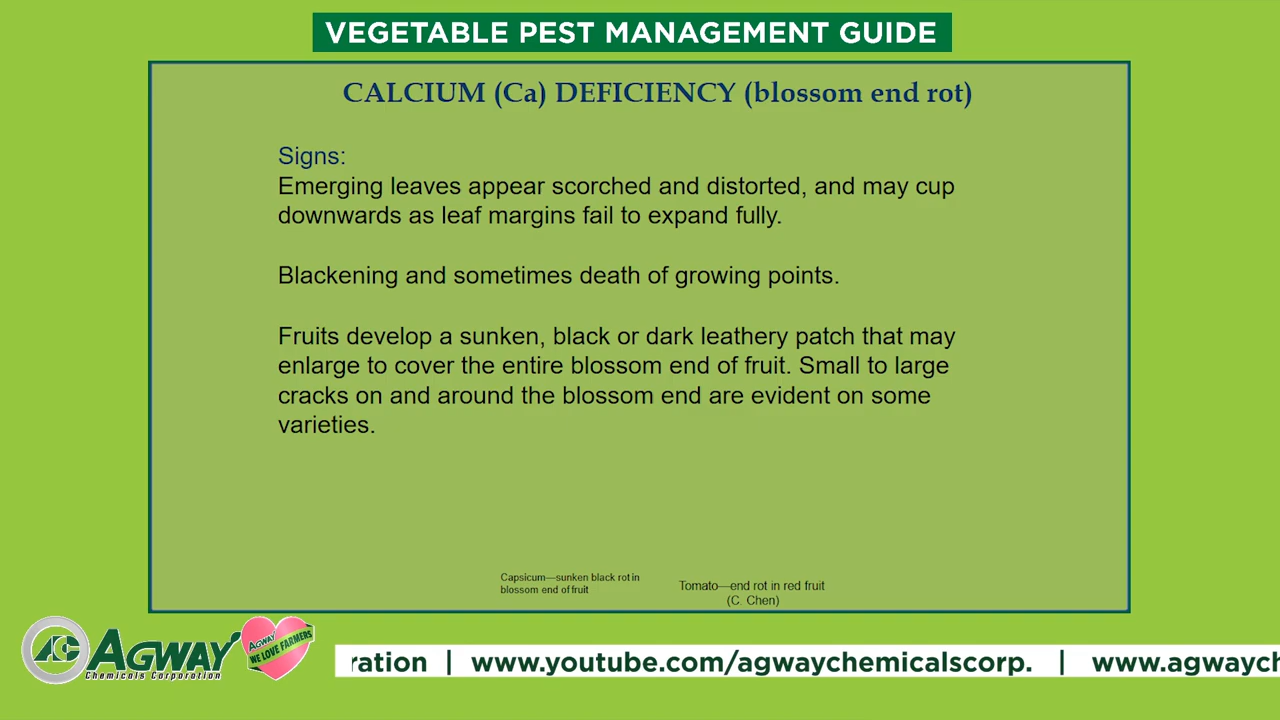 VEGETABLE PEST MANAGEMENT GUIDE
CALCIUM (Ca) DEFICIENCY (blossom end rot)
Signs:
Emerging leaves appear scorched and distorted, and may cup
downwards as leaf margins fail to expand fully.
Blackening and sometimes death of growing points.
Fruits develop a sunken, black or dark leathery patch that may
enlarge to cover the entire blossom end of fruit. Small to large
cracks on and around the blossom end are evident on some
varieties.
Capsicum—sunken black rot in
blossom end of fruit
Tomato—end rot in red fruit
(C. Chen)
AC AGWAY
Chemicals Corporation
AGWAY
WE LOVE FARMERS
ration | www.youtube.com/agwaychemicalscorp. | www.agwaych